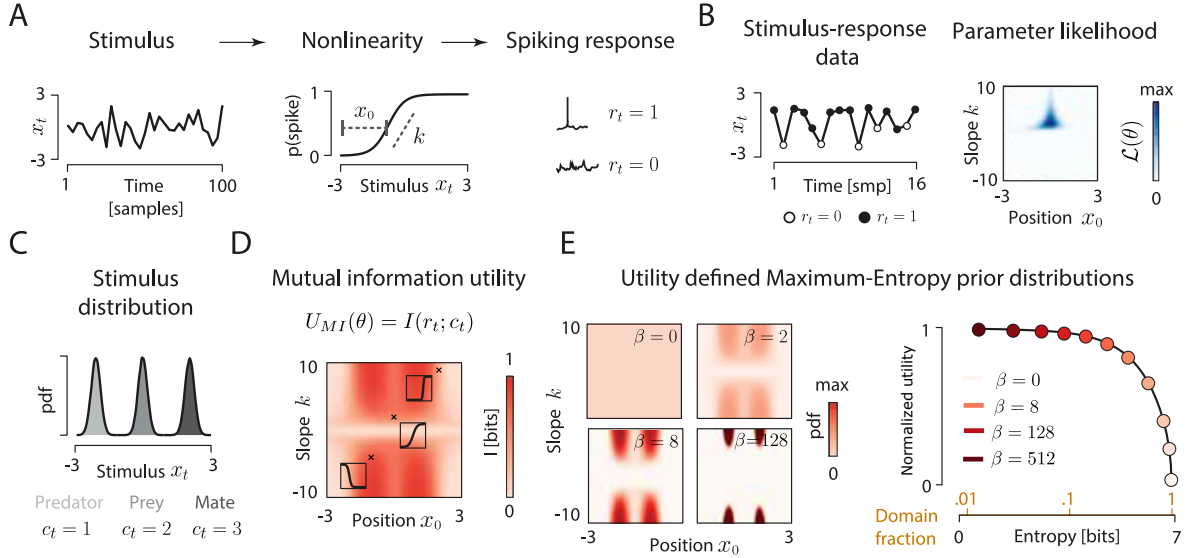 A
Stimulus
Nonlinearity
Spiking response
3
x_t
-3
1
Time
100
[samples]
1
p(spike)
0
x_0
k
-3
Stimulus x_t
3
r_t = 1
r_t = 0
B
Stimulus-response
data
Parameter likelihood
3
x_t
-3
1
Time [smp]
16
r_t = 0
r_t = 1
10
Slope k
-10
-3
3
Position x_0
max
L(θ)
0
C
Stimulus
distribution
pdf
-3
3
Stimulus x_t
Predator
Prey
Mate
c_t = 1
c_t = 2
c_t = 3
D
Mutual information utility
U_MI(θ) = I(r_t; c_t)
10
Slope k
-10
-3
3
Position x_0
1
I [bits]
0
E
Utility defined Maximum-Entropy prior distributions
10
β = 0
β = 2
Slope k
β = 8
β = 128
-10
-3
3
Position x_0
max
pdf
0
1
Normalized utility
0
β = 0
β = 8
β = 128
β = 512
.01
.1
1
Domain
fraction
0
Entropy [bits]
7